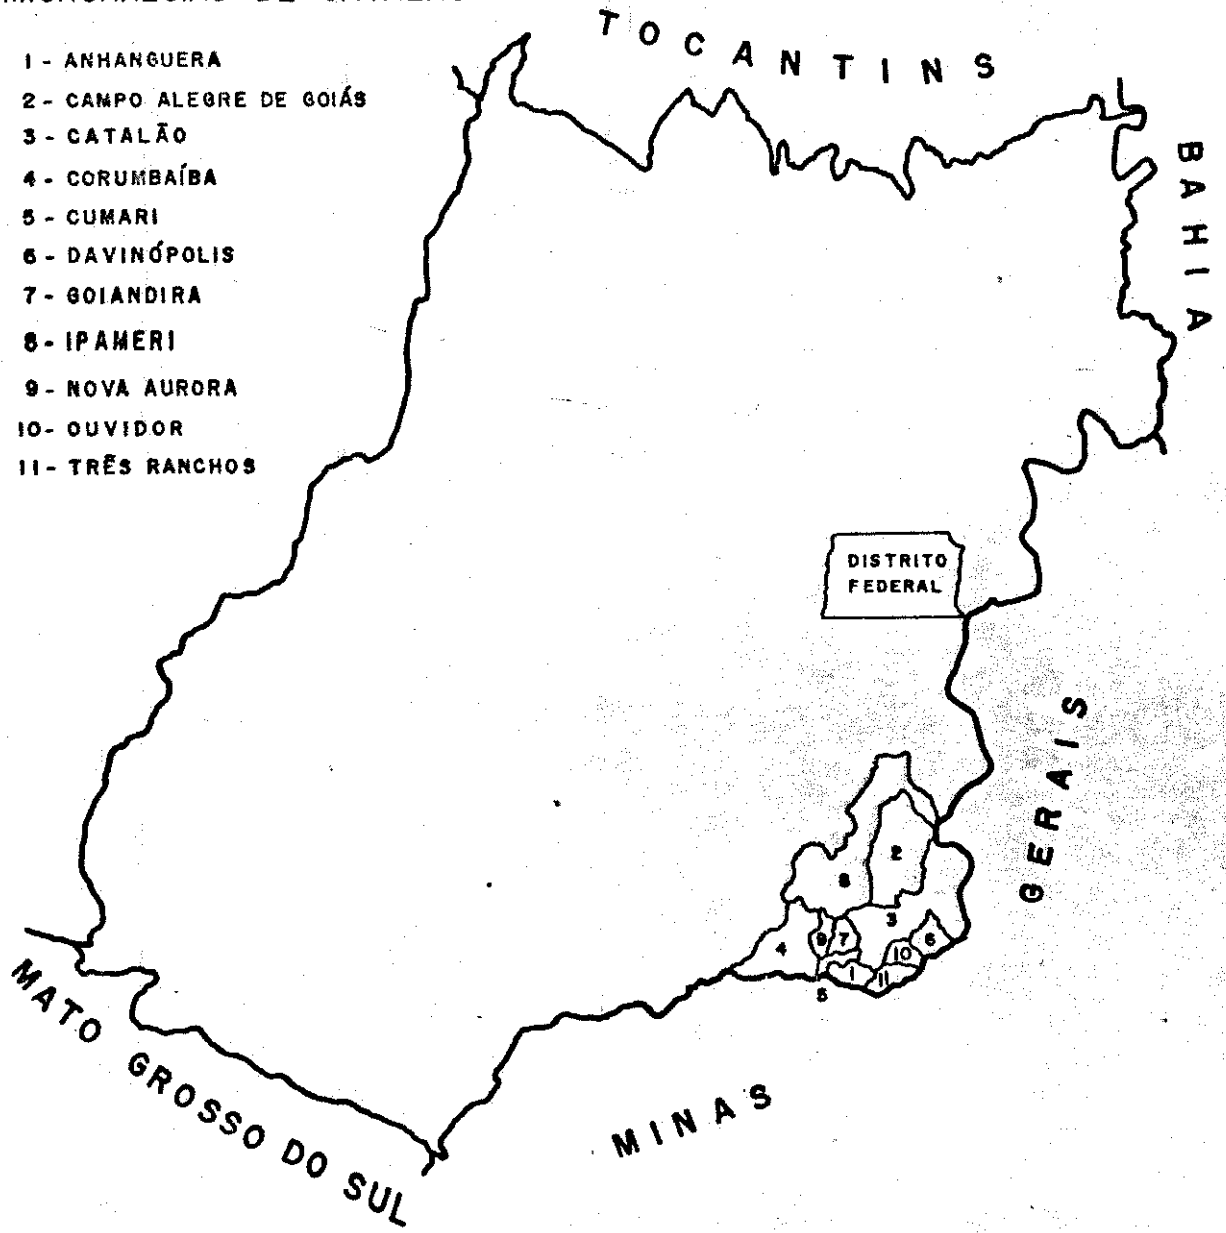 DE
1 - ANHANGUERA
2 - CAMPO ALEGRE DE GOIÁS
3 - CATALÃO
4 - CORUMBAÍBA
5 - CUMARI
6 - DAVINÓPOLIS
7 - GOIANDIRA
8 - IPAMERI
9 - NOVA AURORA
10 - OUVIDOR
11 - TRÊS RANCHOS
TOCANTINS
BAHIA
DISTRITO
FEDERAL
GERAIS
2
8
3
9
7
6
4
10
1
11
5
MATO GROSSO DO SUL
MINAS